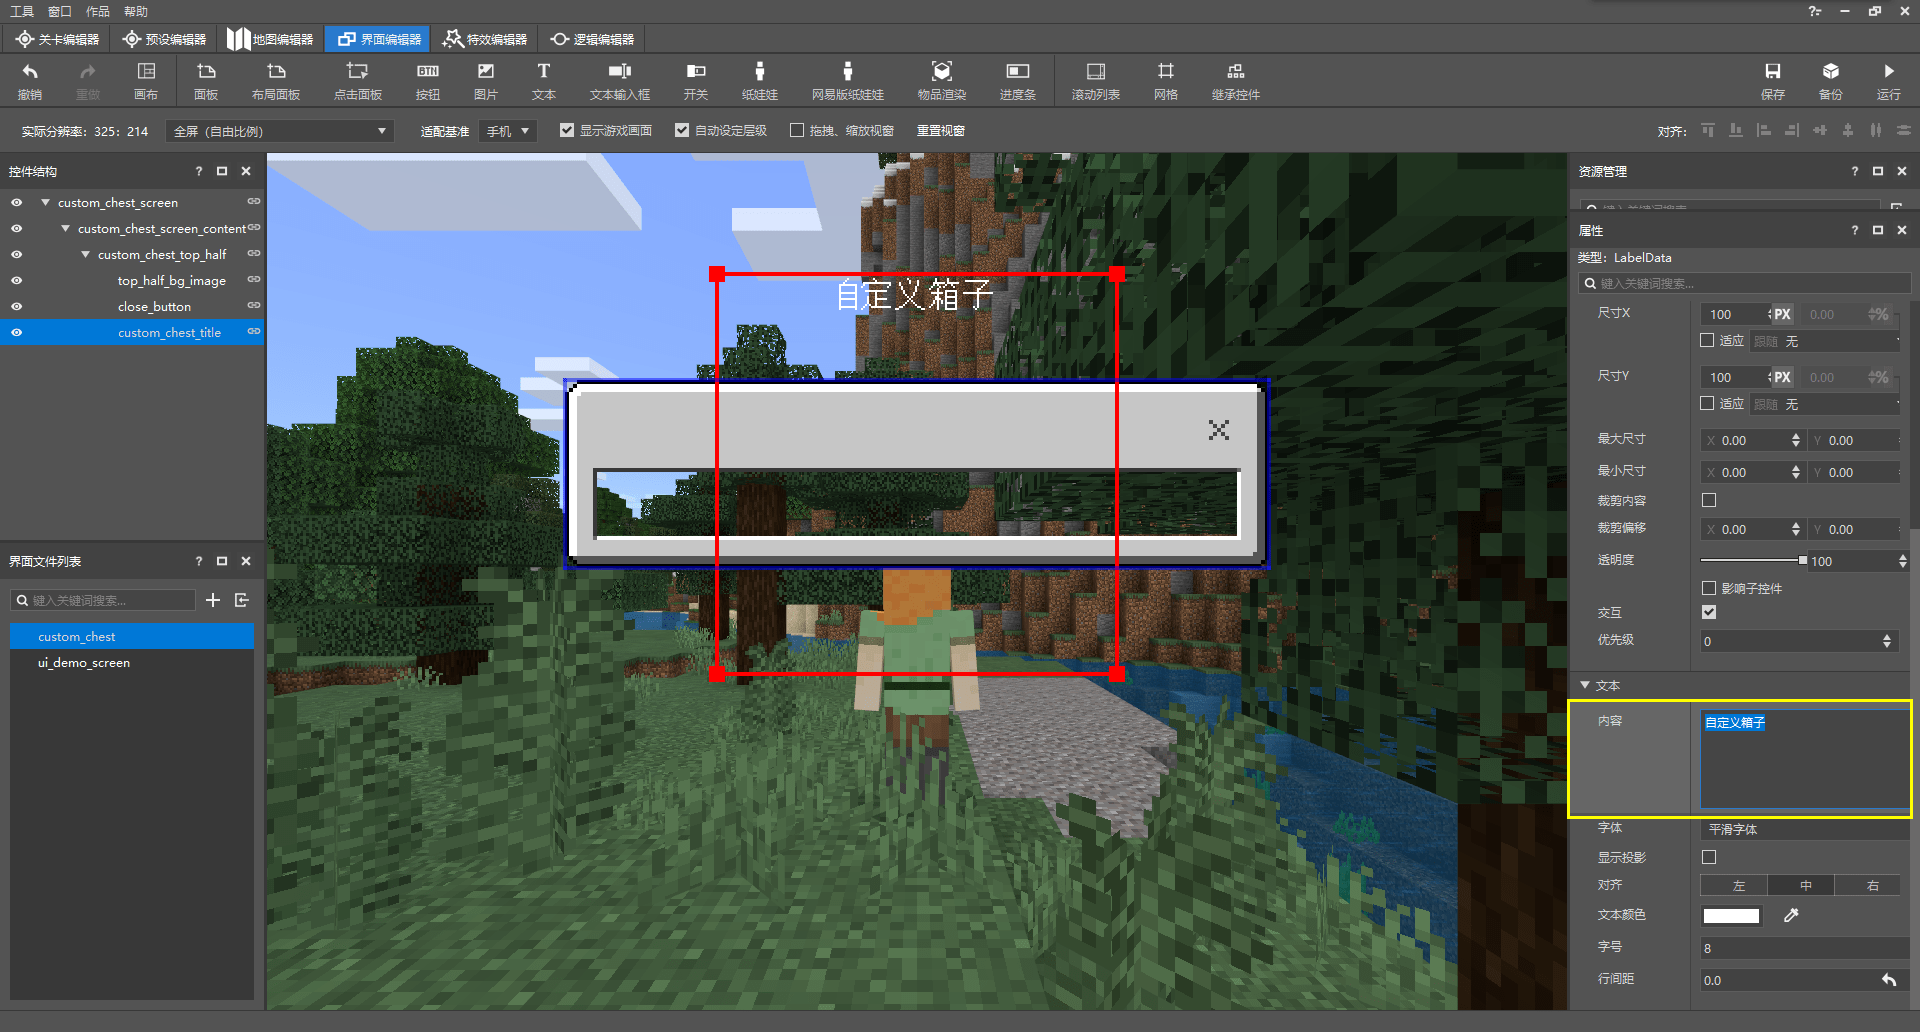 工具 窗口 作品 帮助
关卡编辑器 预设编辑器 地图编辑器 界面编辑器 特效编辑器 逻辑编辑器
撤销 重做 画布 面板 布局面板 点击面板 按钮 图片 文本 文本输入框 开关 纸娃娃 网易版纸娃娃 物品渲染 进度条 滚动列表 网格 继承控件 保存 备份 运行
实际分辨率: 325: 214 全屏（自由比例） 适配基准 手机 显示游戏画面 自动设定层级 拖拽、缩放视窗 重置视窗 对齐:
控件结构
custom_chest_screen
custom_chest_screen_content
custom_chest_top_half
top_half_bg_image
close_button
custom_chest_title
界面文件列表
键入关键词搜索...
custom_chest
ui_demo_screen
自定义箱子
资源管理
键入关键词搜索
属性
类型: LabelData
键入关键词搜索...
尺寸X 100 PX 0.00 %
适应 跟随 无
尺寸Y 100 PX 0.00 %
适应 跟随 无
最大尺寸 X 0.00 Y 0.00
最小尺寸 X 0.00 Y 0.00
裁剪内容
裁剪偏移 X 0.00 Y 0.00
透明度 100
影响子控件
交互
优先级 0
文本
内容 自定义箱子
字体 平滑字体
显示投影
对齐 左 中 右
文本颜色
字号 8
行间距 0.0